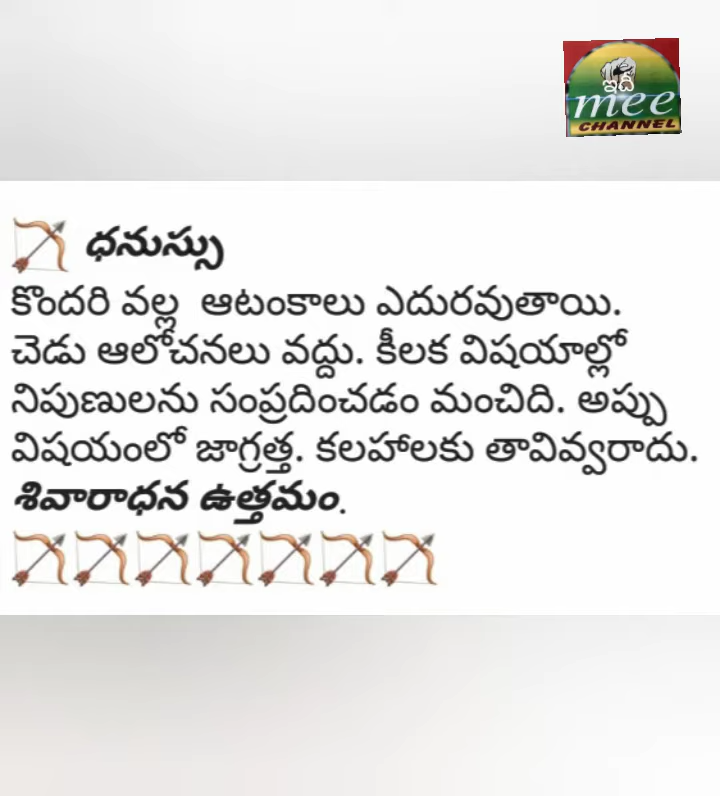 ఇదీ
mee
CHANNEL
ధనుస్సు
కొందరి వల్ల ఆటంకాలు ఎదురవుతాయి.
చెడు ఆలోచనలు వద్దు. కీలక విషయాల్లో
నిపుణులను సంప్రదించడం మంచిది. అప్పు
విషయంలో జాగ్రత్త. కలహాలకు తావివ్వరాదు.
శివారాధన ఉత్తమం.